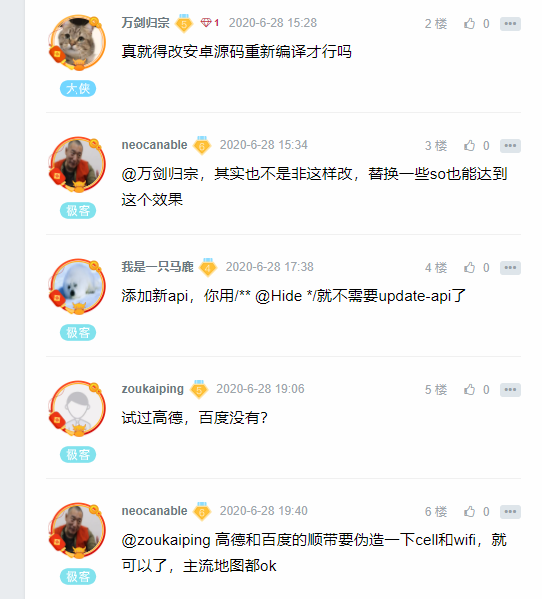 万剑归宗 5 1 2020-6-28 15:28 2 楼 0
真就得改安卓源码重新编译才行吗
大侠
neocanable 6 2020-6-28 15:34 3 楼 0
@万剑归宗，其实也不是非这样改，替换一些so也能达到
这个效果
极客
我是一只马鹿 4 2020-6-28 17:38 4 楼 0
添加新api，你用/** @Hide */就不需要update-api了
极客
zoukaiping 5 2020-6-28 19:06 5 楼 0
试过高德，百度没有？
极客
neocanable 6 2020-6-28 19:40 6 楼 0
@zoukaiping 高德和百度的顺带要伪造一下cell和wifi，就
可以了，主流地图都ok
极客